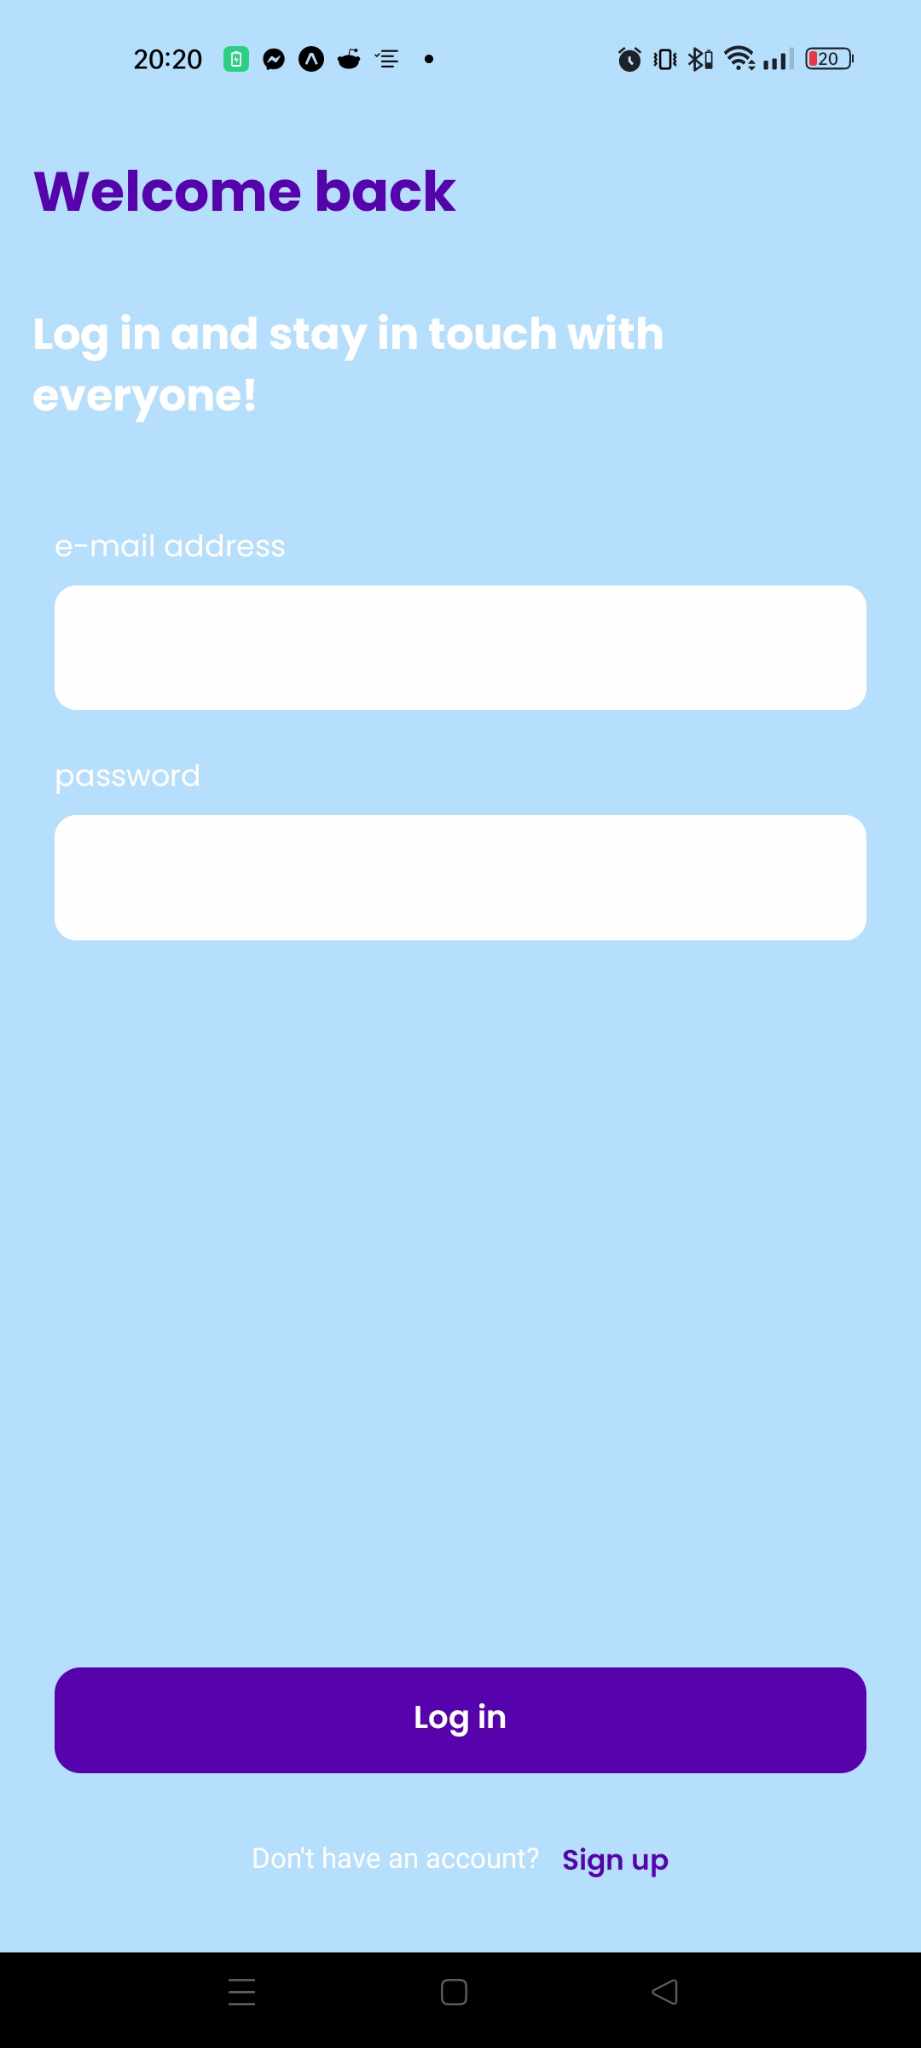 20:20
20
Welcome back
Log in and stay in touch with
everyone!
e-mail address
password
Log in
Don't have an account? Sign up